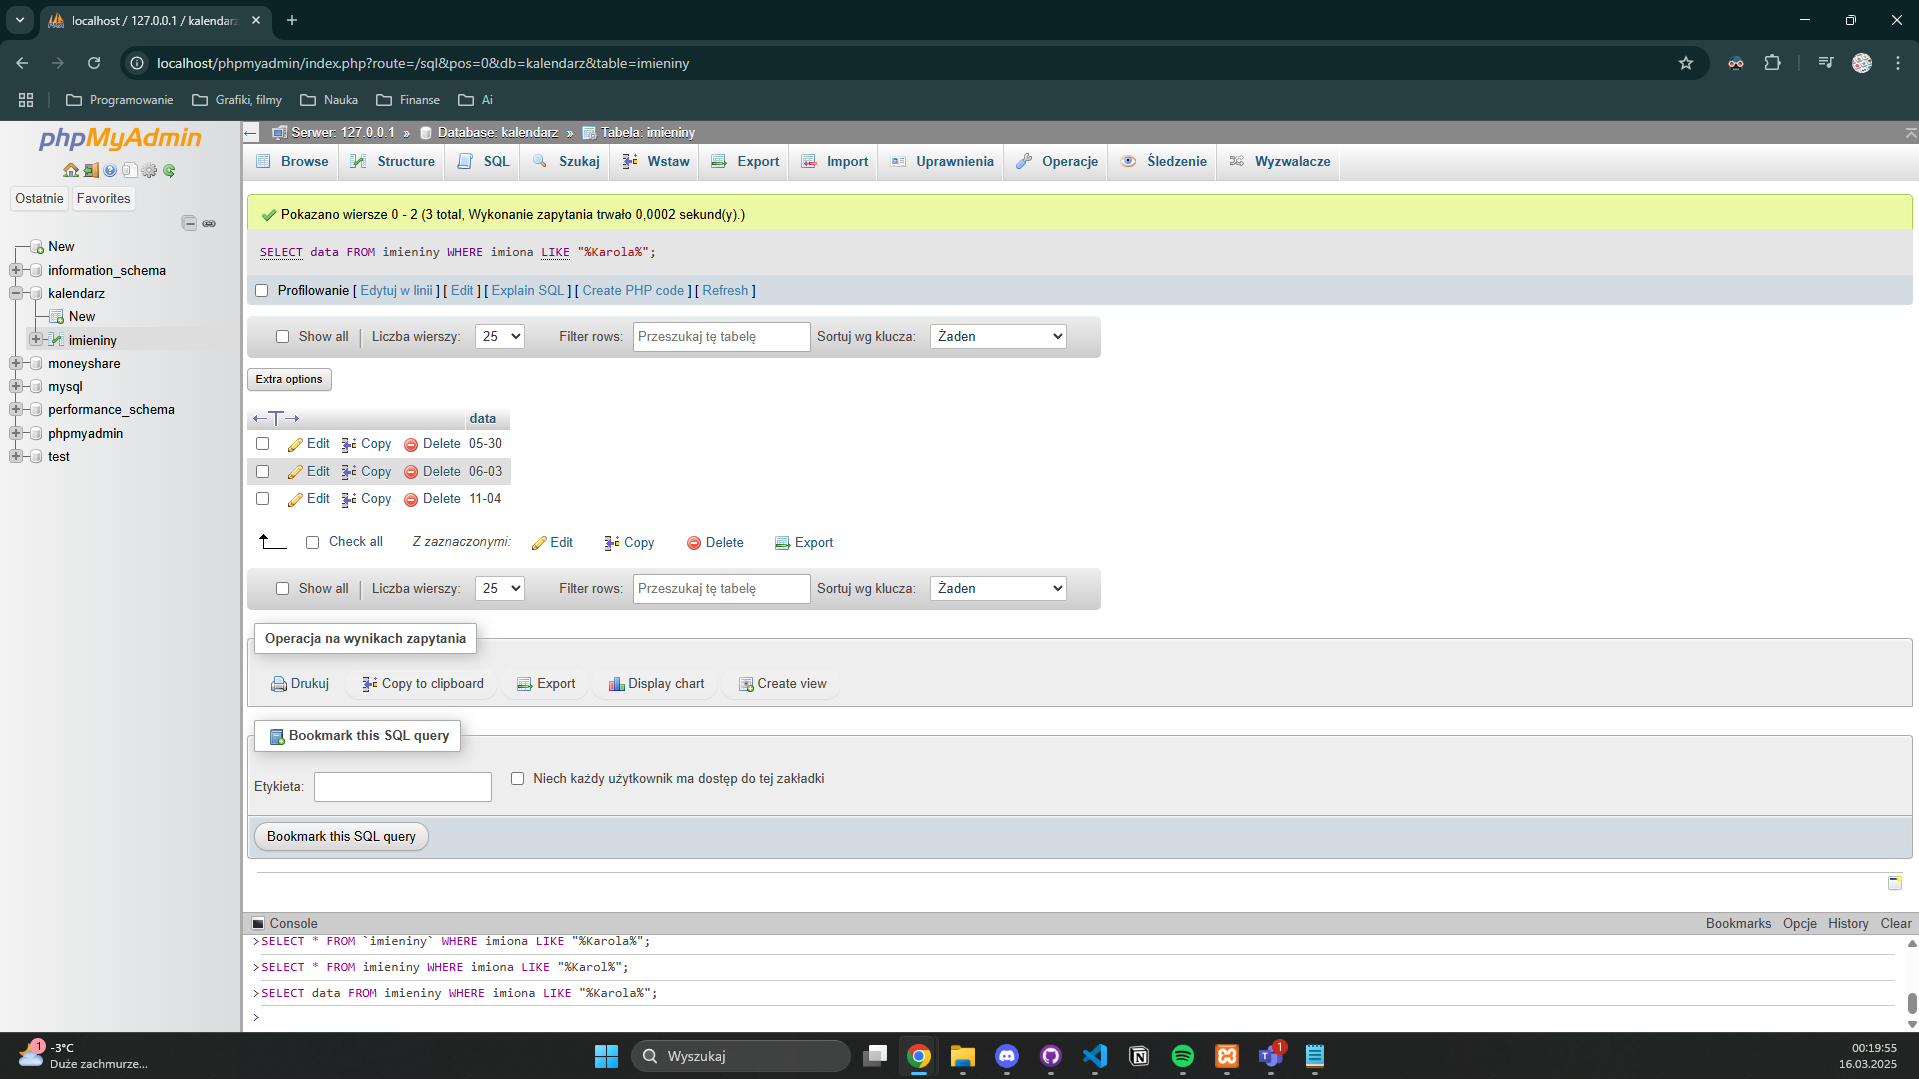 localhost / 127.0.0.1 / kalendarz
localhost/phpmyadmin/index.php?route=/sql&pos=0&db=kalendarz&table=imieniny
Programowanie
Grafiki, filmy
Nauka
Finanse
Ai
phpMyAdmin
Ostatnie
Favorites
New
information_schema
kalendarz
New
imieniny
moneyshare
mysql
performance_schema
phpmyadmin
test
Serwer: 127.0.0.1 » Database: kalendarz » Tabela: imieniny
Browse Structure SQL Szukaj Wstaw Export Import Uprawnienia Operacje Śledzenie Wyzwalacze
Pokazano wiersze 0 - 2 (3 total, Wykonanie zapytania trwało 0,0002 sekund(y).)
SELECT data FROM imieniny WHERE imiona LIKE "%Karola%";
Profilowanie [ Edytuj w linii ] [ Edit ] [ Explain SQL ] [ Create PHP code ] [ Refresh ]
Show all Liczba wierszy: 25 Filter rows: Przeszukaj tę tabelę Sortuj wg klucza: Żaden
Extra options
data
Edit Copy Delete 05-30
Edit Copy Delete 06-03
Edit Copy Delete 11-04
Check all Z zaznaczonymi: Edit Copy Delete Export
Show all Liczba wierszy: 25 Filter rows: Przeszukaj tę tabelę Sortuj wg klucza: Żaden
Operacja na wynikach zapytania
Drukuj Copy to clipboard Export Display chart Create view
Bookmark this SQL query
Etykieta: Niech każdy użytkownik ma dostęp do tej zakładki
Bookmark this SQL query
Console Bookmarks Opcje History Clear
>SELECT * FROM `imieniny` WHERE imiona LIKE "%Karola%";
>SELECT * FROM imieniny WHERE imiona LIKE "%Karol%";
>SELECT data FROM imieniny WHERE imiona LIKE "%Karola%";
>
1
-3°C
Duże zachmurze...
Wyszukaj
1
00:19:55
16.03.2025